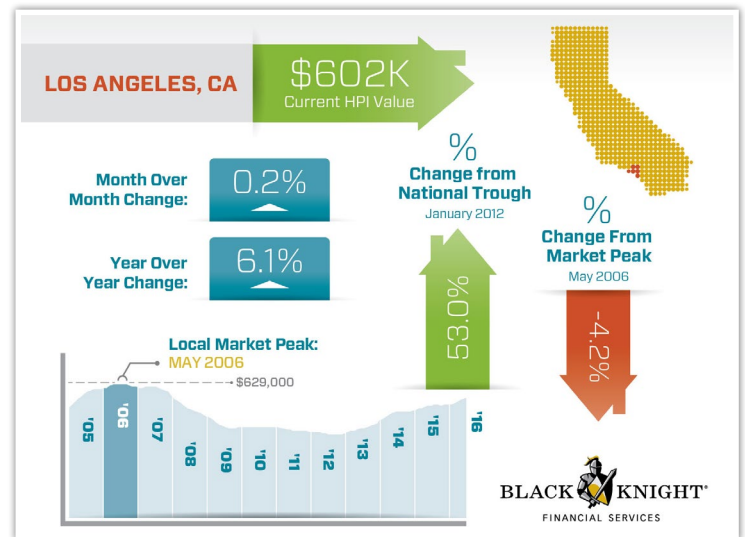 LOS ANGELES, CA
$602K
Current HPI Value
Month Over
Month Change:
0.2%
Year Over
Year Change:
6.1%
%
Change from
National Trough
January 2012
53.0%
%
Change From
Market Peak
May 2006
-4.2%
Local Market Peak:
MAY 2006
$629,000
'05
'06
'07
'08
'09
'10
'11
'12
'13
'14
'15
'16
BLACK KNIGHT®
FINANCIAL SERVICES